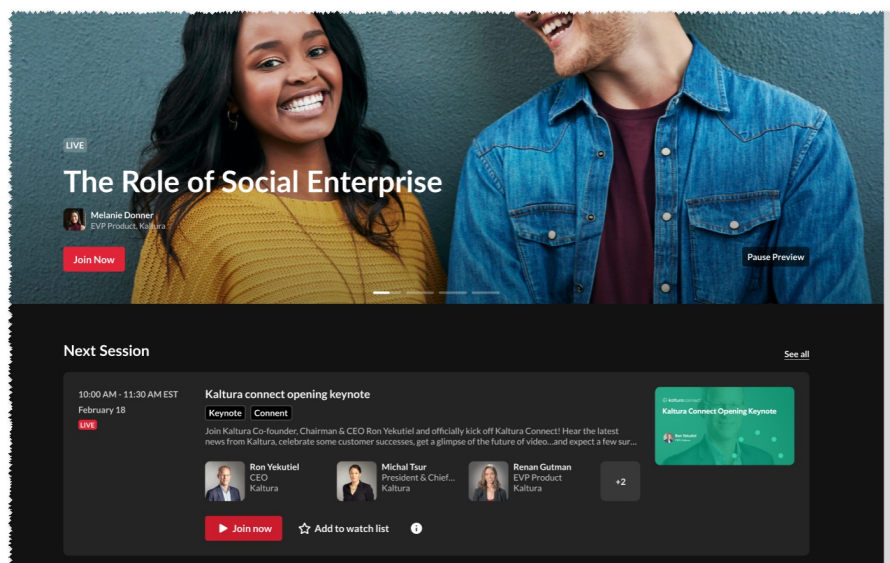 LIVE
The Role of Social Enterprise
Melanie Donner
EVP Product, Kaltura
Join Now
Pause Preview
Next Session
See all
10:00 AM - 11:30 AM EST
February 18
LIVE
Kaltura connect opening keynote
Keynote
Connent
Join Kaltura Co-founder, Chairman & CEO Ron Yekutiel and officially kick off Kaltura Connect! Hear the latest
news from Kaltura, celebrate some customer successes, get a glimpse of the future of video...and expect a few sur...
Ron Yekutiel
CEO
Kaltura
Michal Tsur
President & Chief...
Kaltura
Renan Gutman
EVP Product
Kaltura
+2
Join now
Add to watch list
kaltura connect
Kaltura Connect Opening Keynote
Ron Yekutiel